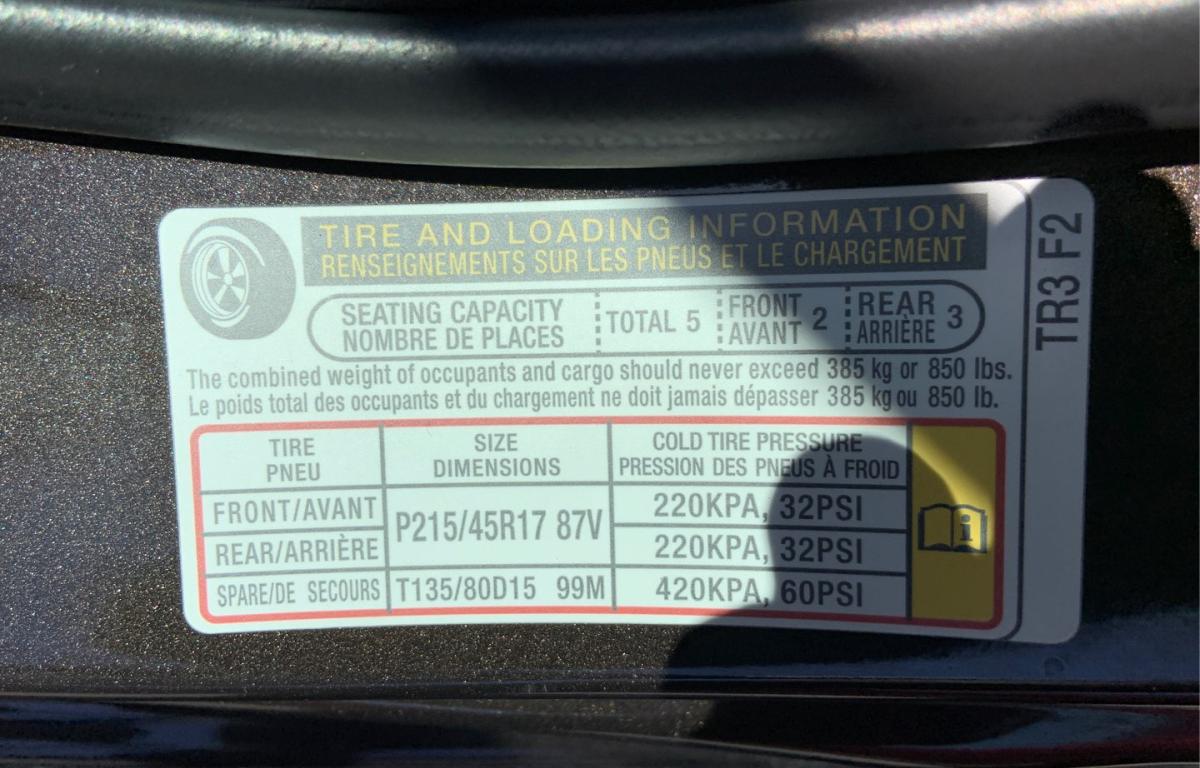 TIRE AND LOADING INFORMATION
RENSEIGNEMENTS SUR LES PNEUS ET LE CHARGEMENT
SEATING CAPACITY
NOMBRE DE PLACES
TOTAL 5
FRONT
AVANT
2
REAR
ARRIÈRE
3
The combined weight of occupants and cargo should never exceed 385 kg or 850 lbs.
Le poids total des occupants et du chargement ne doit jamais dépasser 385 kg ou 850 lb.
TIRE
PNEU
SIZE
DIMENSIONS
COLD TIRE PRESSURE
PRESSION DES PNEUS À FROID
FRONT/AVANT
P215/45R17 87V
220KPA, 32PSI
REAR/ARRIÈRE
220KPA, 32PSI
SPARE/DE SECOURS
T135/80D15 99M
420KPA, 60PSI
TR3 F2